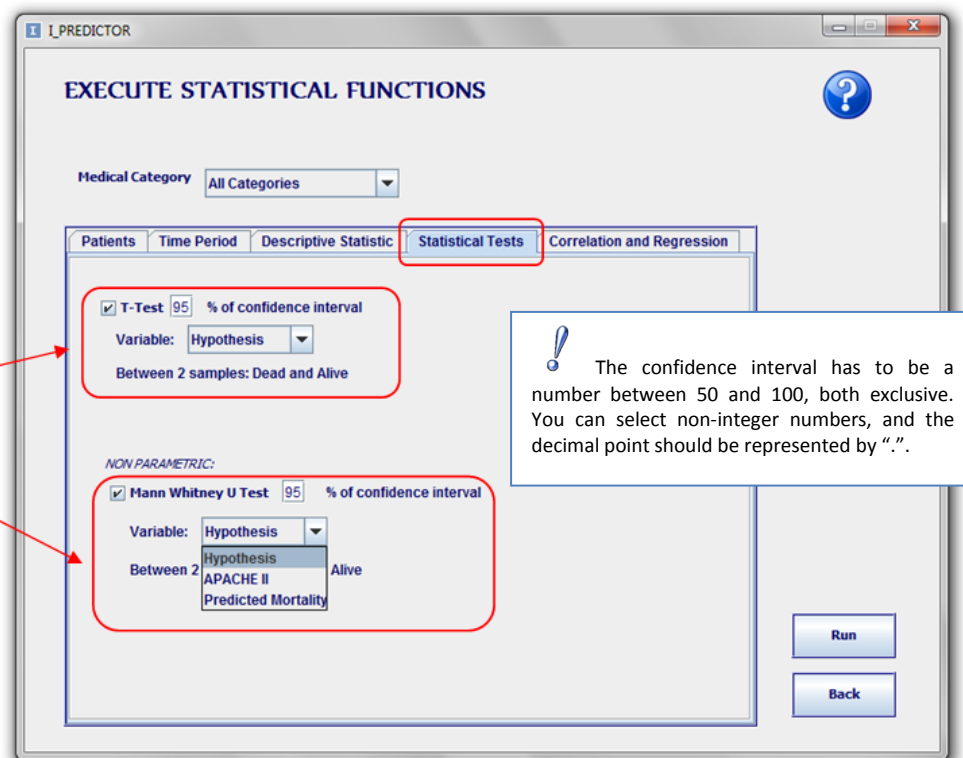 I_PREDICTOR
EXECUTE STATISTICAL FUNCTIONS
?
Medical Category All Categories
Patients Time Period Descriptive Statistic Statistical Tests Correlation and Regression
T-Test 95 % of confidence interval
Variable: Hypothesis
Between 2 samples: Dead and Alive
! The confidence interval has to be a
number between 50 and 100, both exclusive.
You can select non-integer numbers, and the
decimal point should be represented by “.”.
NON PARAMETRIC:
Mann Whitney U Test 95 % of confidence interval
Variable: Hypothesis
Hypothesis
Between 2 APACHE II Alive
Predicted Mortality
Run
Back